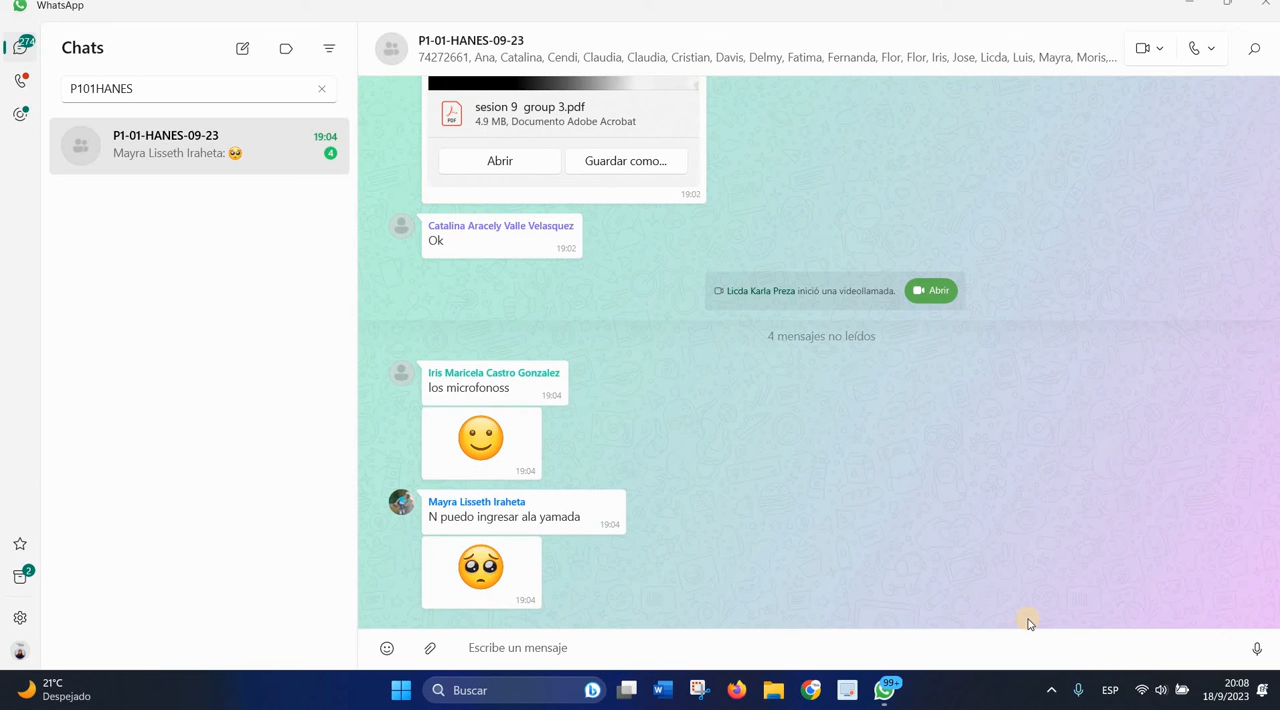 WhatsApp
274
Chats
P101HANES
P1-01-HANES-09-23
19:04
Mayra Lisseth Iraheta: 🥺
4
P1-01-HANES-09-23
74272661, Ana, Catalina, Cendi, Claudia, Claudia, Cristian, Davis, Delmy, Fatima, Fernanda, Flor, Flor, Iris, Jose, Licda, Luis, Mayra, Moris,...
sesion 9 group 3.pdf
PDF
4.9 MB, Documento Adobe Acrobat
Abrir
Guardar como...
19:02
Catalina Aracely Valle Velasquez
Ok
19:02
Licda Karla Preza inició una videollamada.
Abrir
4 mensajes no leídos
Iris Maricela Castro Gonzalez
los microfonoss
19:04
🙂
19:04
Mayra Lisseth Iraheta
N puedo ingresar ala yamada
19:04
🥺
19:04
2
Escribe un mensaje
21°C
Despejado
Buscar
99+
ESP
20:08
18/9/2023